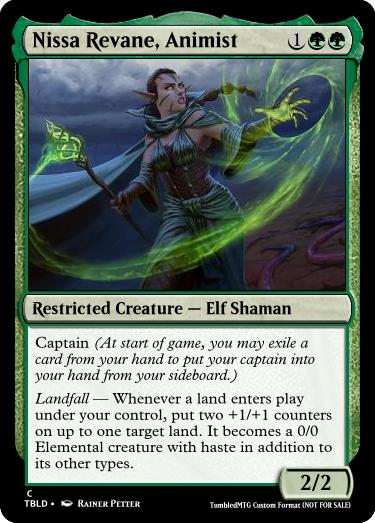 Nissa Revane, Animist 1
Restricted Creature — Elf Shaman
Captain (At start of game, you may exile a
card from your hand to put your captain into
your hand from your sideboard.)
Landfall — Whenever a land enters play
under your control, put two +1/+1 counters
on up to one target land. It becomes a 0/0
Elemental creature with haste in addition to
its other types.
2/2
C
TBLD • Rainer Petter
TumbledMTG Custom Format (NOT FOR SALE)